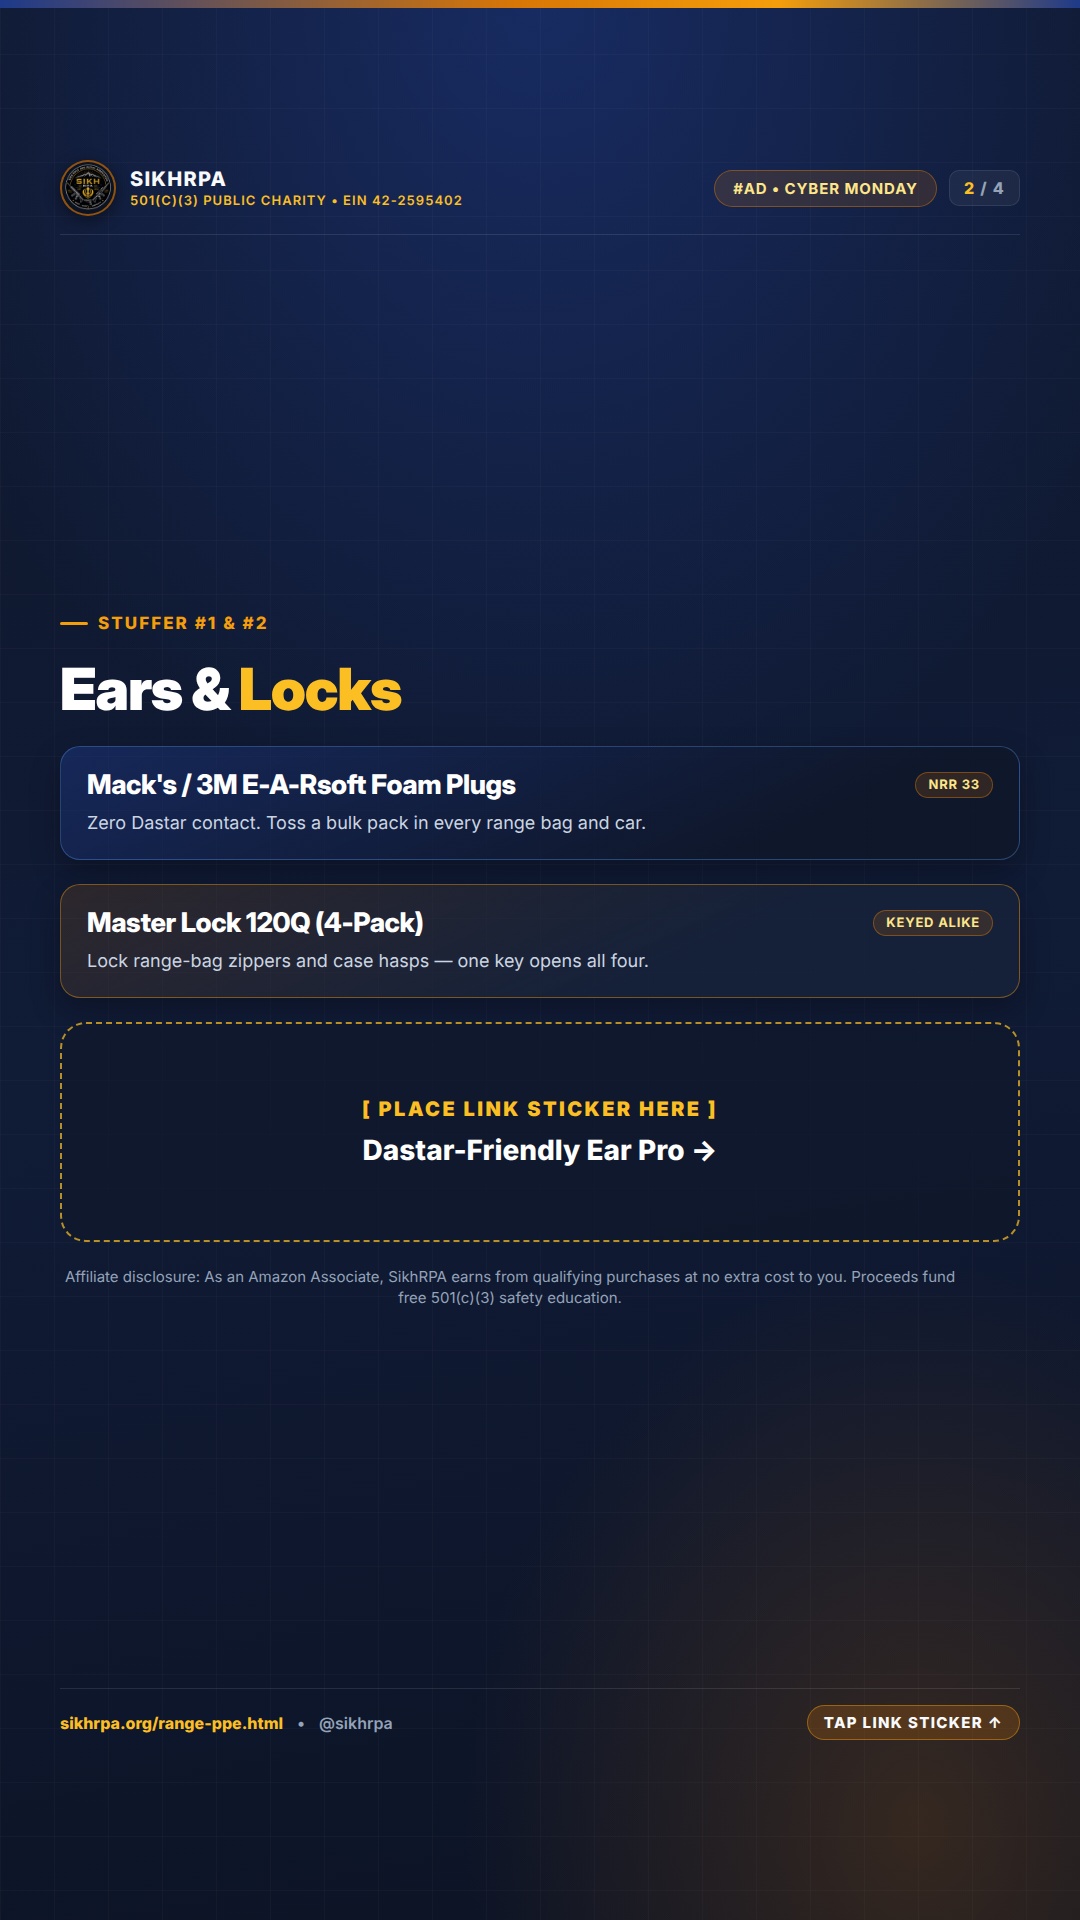 SIKH
RPA
SIKHRPA
501(C)(3) PUBLIC CHARITY • EIN 42-2595402
#AD • CYBER MONDAY
2 / 4
STUFFER #1 & #2
Ears & Locks
Mack's / 3M E-A-Rsoft Foam Plugs
NRR 33
Zero Dastar contact. Toss a bulk pack in every range bag and car.
Master Lock 120Q (4-Pack)
KEYED ALIKE
Lock range-bag zippers and case hasps — one key opens all four.
[ PLACE LINK STICKER HERE ]
Dastar-Friendly Ear Pro →
Affiliate disclosure: As an Amazon Associate, SikhRPA earns from qualifying purchases at no extra cost to you. Proceeds fund
free 501(c)(3) safety education.
sikhrpa.org/range-ppe.html • @sikhrpa
TAP LINK STICKER ↑